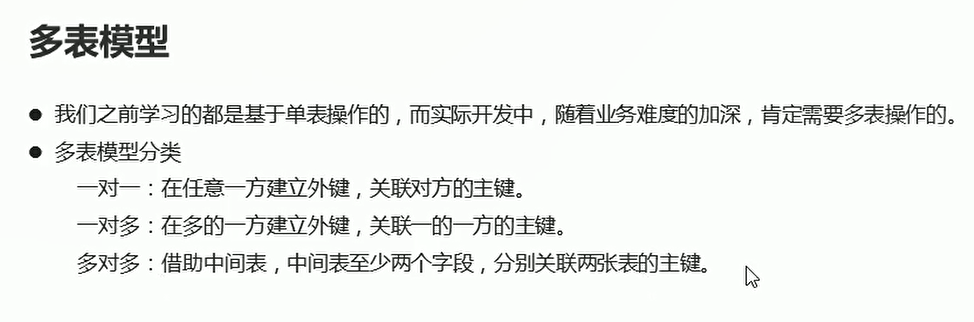 多表模型
● 我们之前学习的都是基于单表操作的，而实际开发中，随着业务难度的加深，肯定需要多表操作的。
● 多表模型分类
一对一：在任意一方建立外键，关联对方的主键。
一对多：在多的一方建立外键，关联一的一方的主键。
多对多：借助中间表，中间表至少两个字段，分别关联两张表的主键。